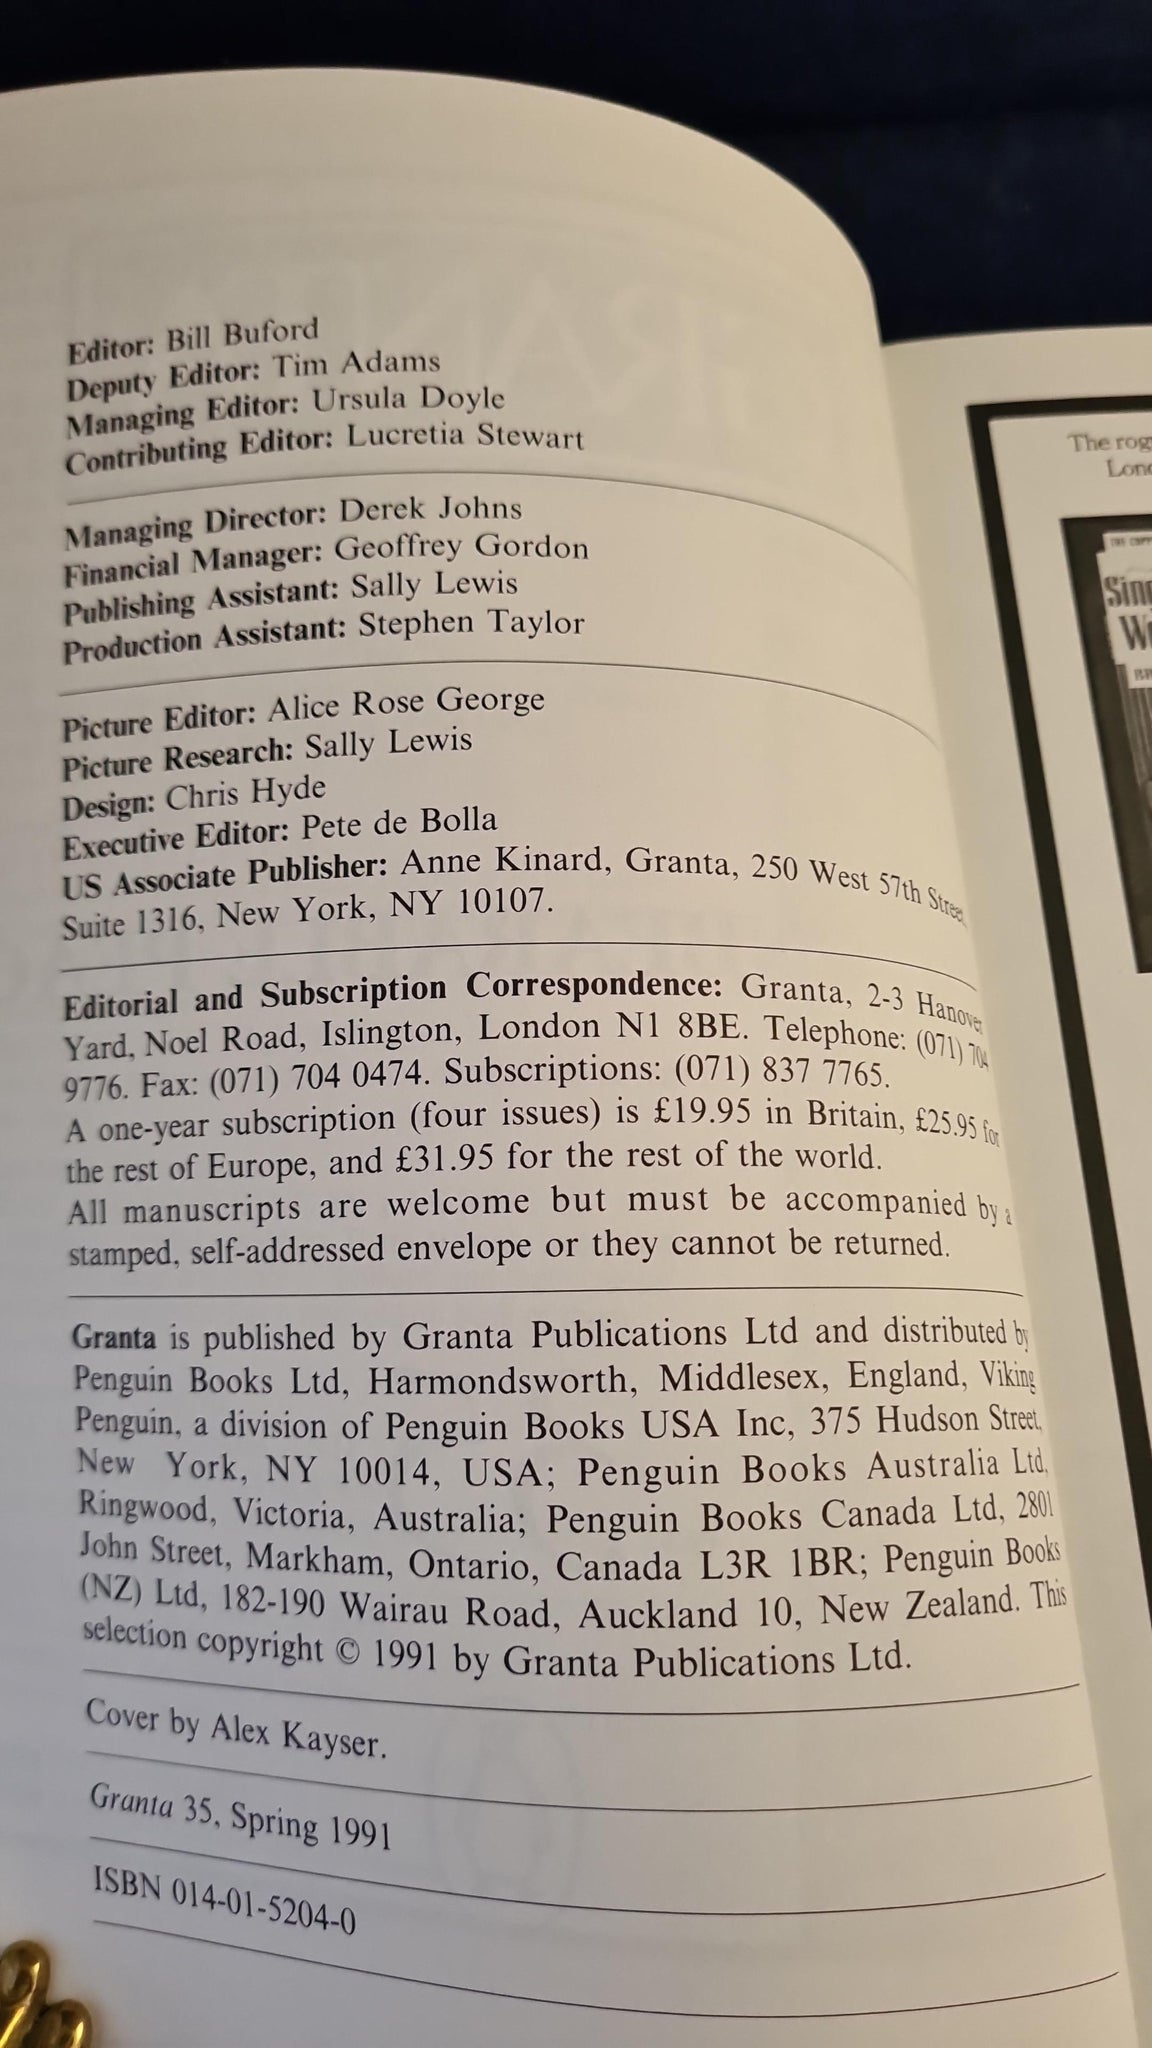 Editor: Bill Buford
Deputy Editor: Tim Adams
Managing Editor: Ursula Doyle
Contributing Editor: Lucretia Stewart
Managing Director: Derek Johns
Financial Manager: Geoffrey Gordon
Publishing Assistant: Sally Lewis
Production Assistant: Stephen Taylor
Picture Editor: Alice Rose George
Picture Research: Sally Lewis
Design: Chris Hyde
Executive Editor: Pete de Bolla
US Associate Publisher: Anne Kinard, Granta, 250 West 57th Street,
Suite 1316, New York, NY 10107.
Editorial and Subscription Correspondence: Granta, 2-3 Hanover
Yard, Noel Road, Islington, London N1 8BE. Telephone: (071) 704
9776. Fax: (071) 704 0474. Subscriptions: (071) 837 7765.
A one-year subscription (four issues) is £19.95 in Britain, £25.95 for
the rest of Europe, and £31.95 for the rest of the world.
All manuscripts are welcome but must be accompanied by a
stamped, self-addressed envelope or they cannot be returned.
Granta is published by Granta Publications Ltd and distributed by
Penguin Books Ltd, Harmondsworth, Middlesex, England, Viking
Penguin, a division of Penguin Books USA Inc, 375 Hudson Street,
New York, NY 10014, USA; Penguin Books Australia Ltd,
Ringwood, Victoria, Australia; Penguin Books Canada Ltd, 2801
John Street, Markham, Ontario, Canada L3R 1BR; Penguin Books
(NZ) Ltd, 182-190 Wairau Road, Auckland 10, New Zealand. This
selection copyright © 1991 by Granta Publications Ltd.
Cover by Alex Kayser.
Granta 35, Spring 1991
ISBN 014-01-5204-0
The